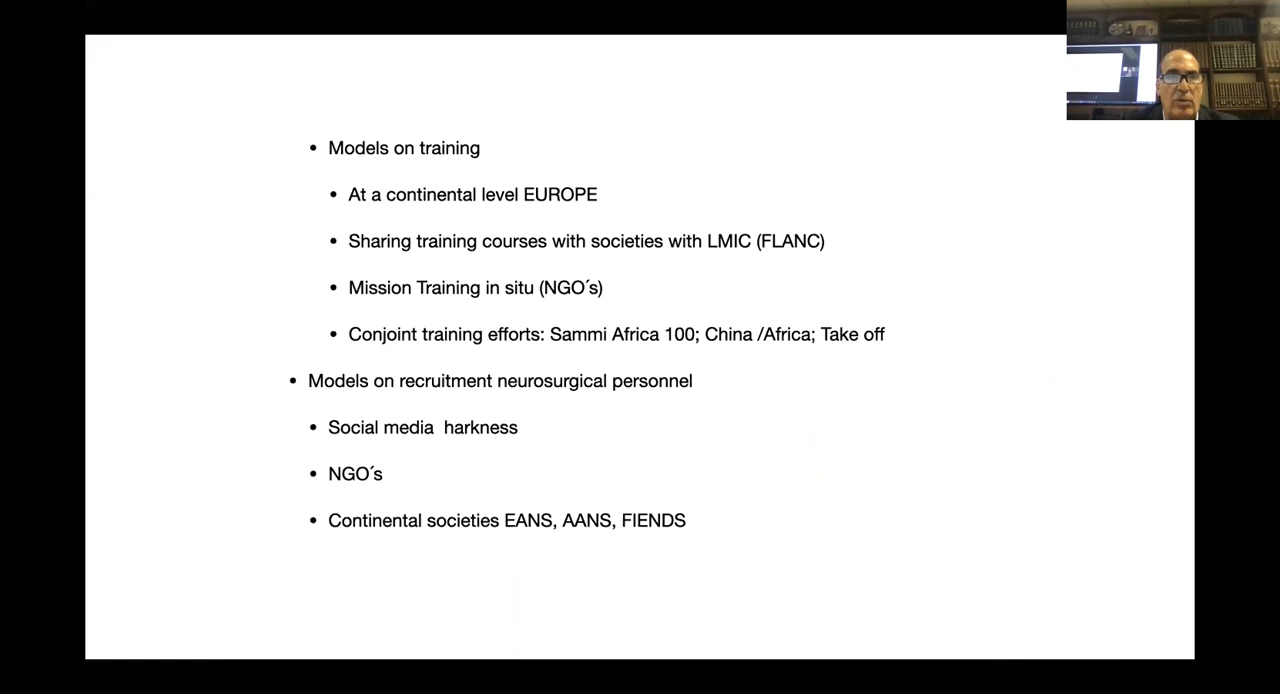 Models on training
At a continental level EUROPE
Sharing training courses with societies with LMIC (FLANC)
Mission Training in situ (NGO´s)
Conjoint training efforts: Sammi Africa 100; China /Africa; Take off
Models on recruitment neurosurgical personnel
Social media  harkness
NGO´s
Continental societies EANS, AANS, FIENDS